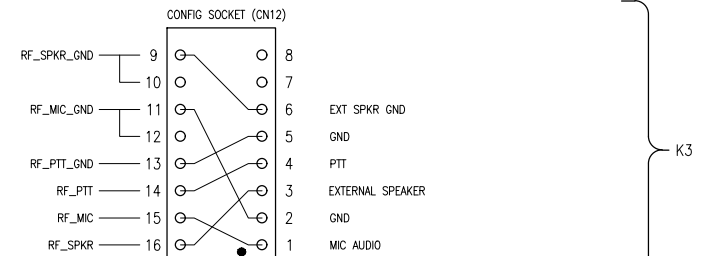 CONFIG SOCKET (CN12)
RF_SPKR_GND 9 8
10 7
RF_MIC_GND 11 6 EXT SPKR GND
12 5 GND
RF_PTT_GND 13 4 PTT
K3
RF_PTT 14 3 EXTERNAL SPEAKER
RF_MIC 15 2 GND
RF_SPKR 16 1 MIC AUDIO